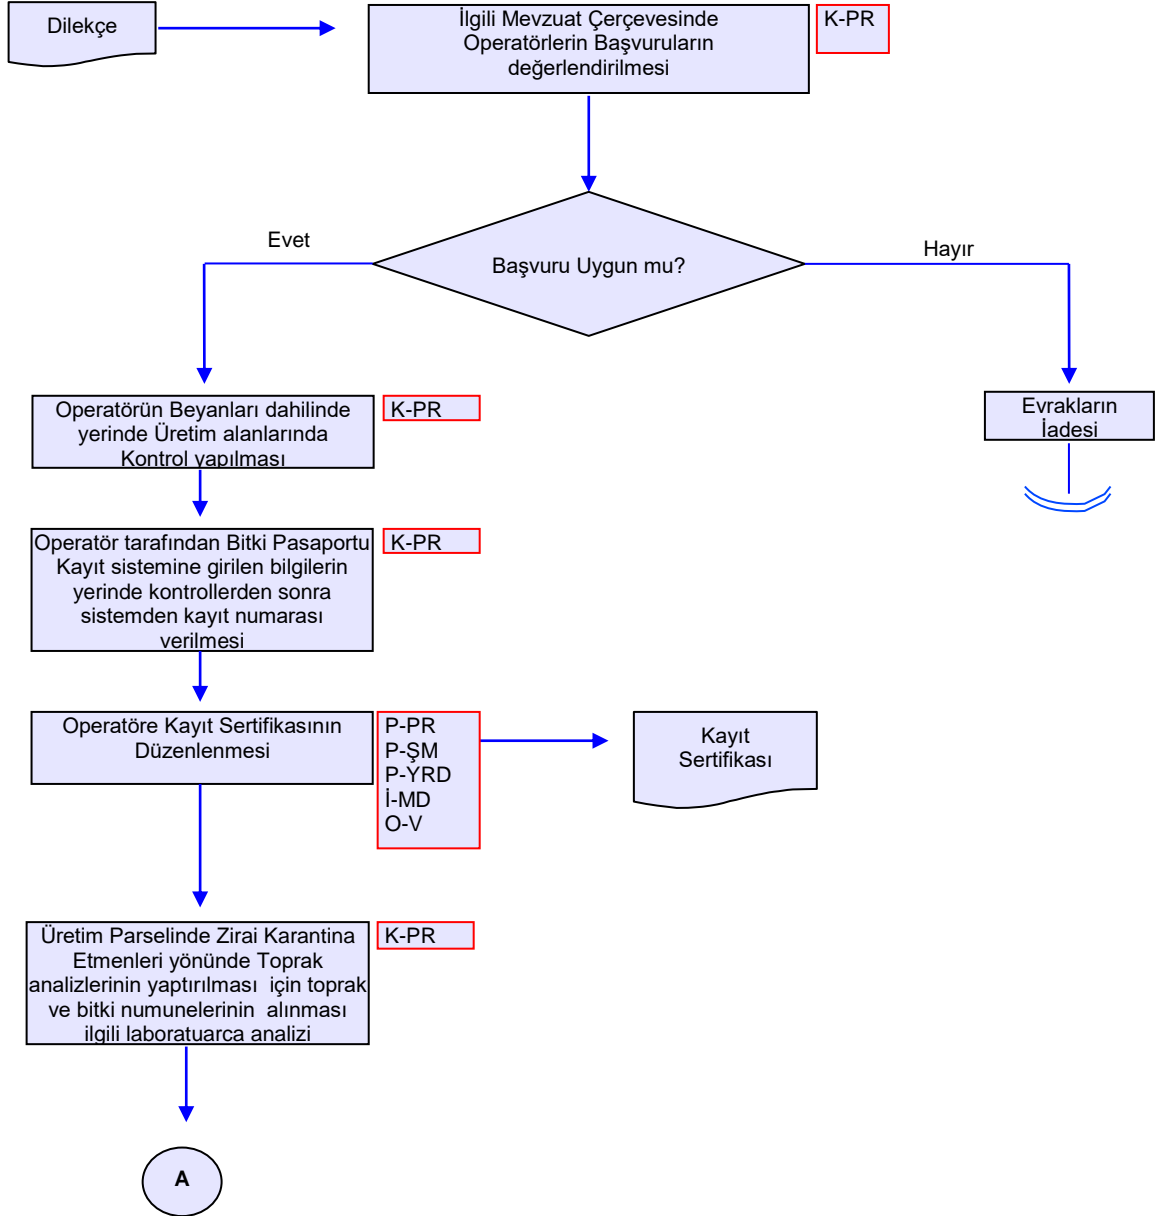 Dilekçe
İlgili Mevzuat Çerçevesinde
Operatörlerin Başvuruların
değerlendirilmesi
K-PR
Başvuru Uygun mu?
Evet
Hayır
Operatörün Beyanları dahilinde
yerinde Üretim alanlarında
Kontrol yapılması
K-PR
Evrakların
İadesi
Operatör tarafından Bitki Pasaportu
Kayıt sistemine girilen bilgilerin
yerinde kontrollerden sonra
sistemden kayıt numarası
verilmesi
K-PR
Operatöre Kayıt Sertifikasının
Düzenlenmesi
P-PR
P-ŞM
P-YRD
İ-MD
O-V
Kayıt
Sertifikası
Üretim Parselinde Zirai Karantina
Etmenleri yönünde Toprak
analizlerinin yaptırılması için toprak
ve bitki numunelerinin alınması
ilgili laboratuarca analizi
K-PR
A